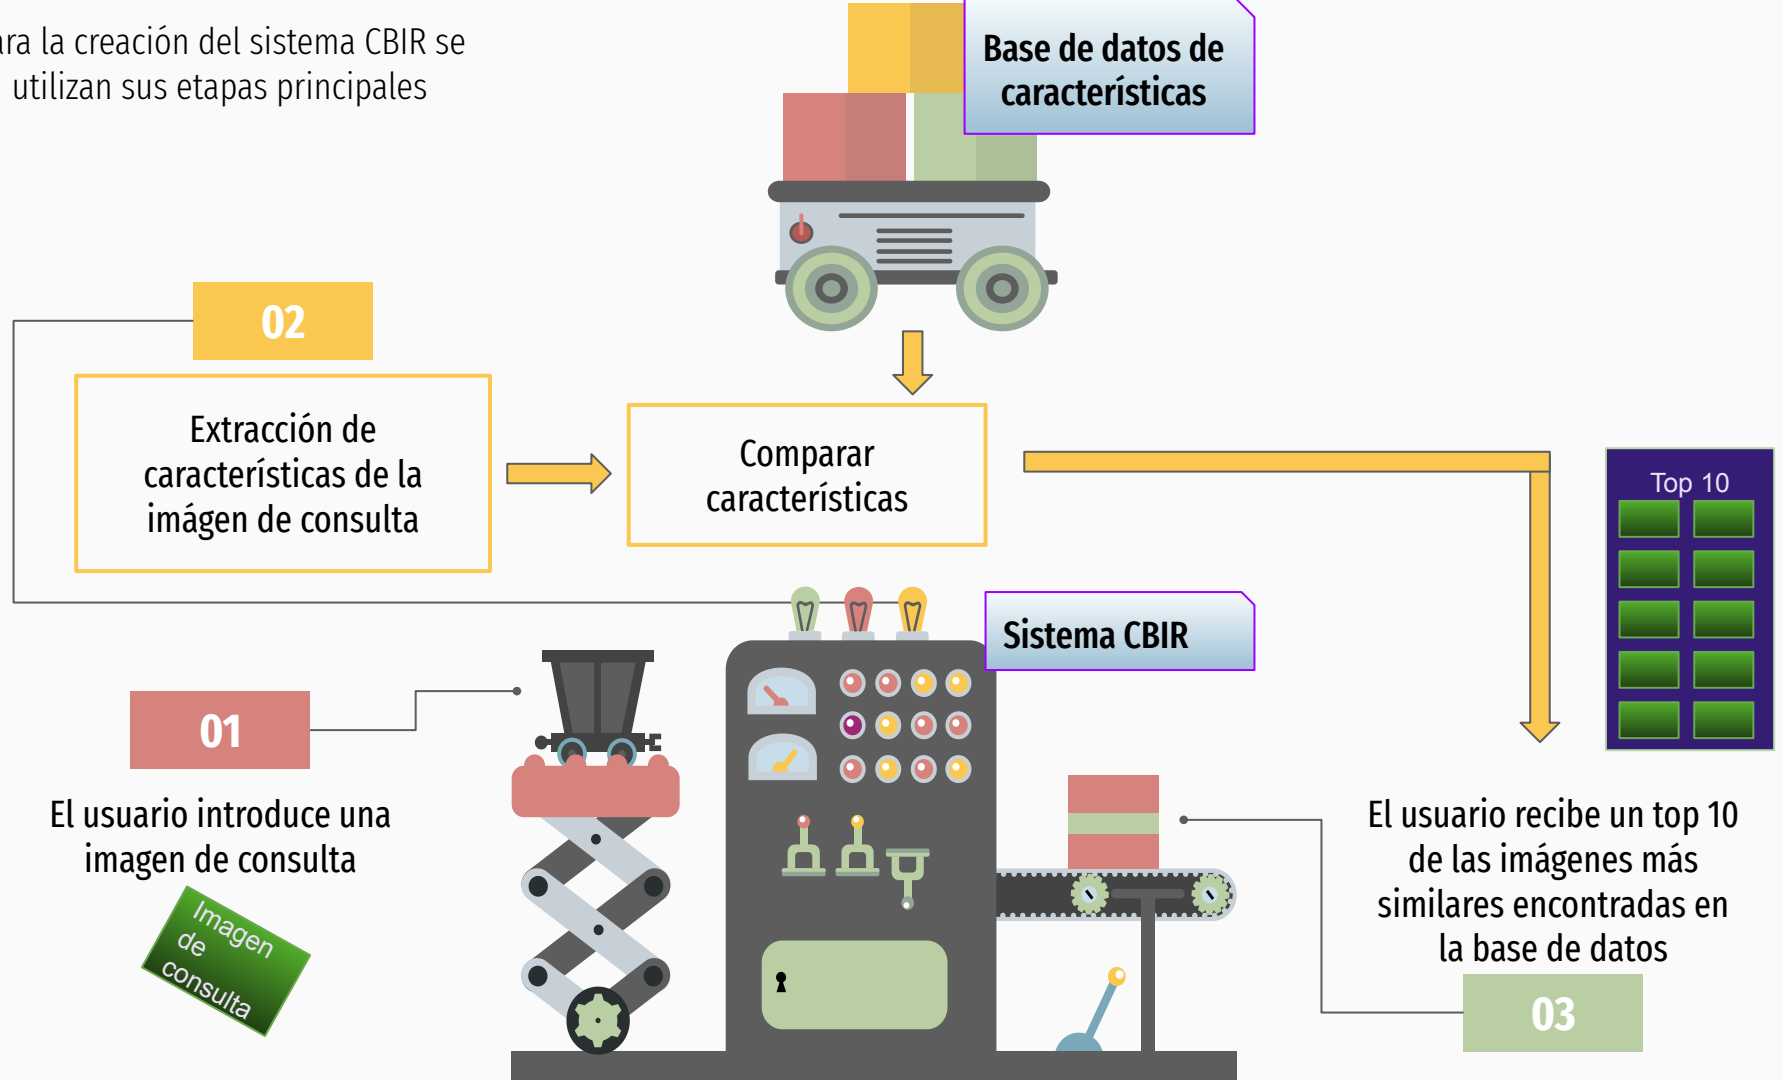 ara la creación del sistema CBIR se
utilizan sus etapas principales
Base de datos de
características
02
Extracción de
características de la
imágen de consulta
Comparar
características
Top 10
Sistema CBIR
01
El usuario introduce una
imagen de consulta
Imagen
de
consulta
El usuario recibe un top 10
de las imágenes más
similares encontradas en
la base de datos
03